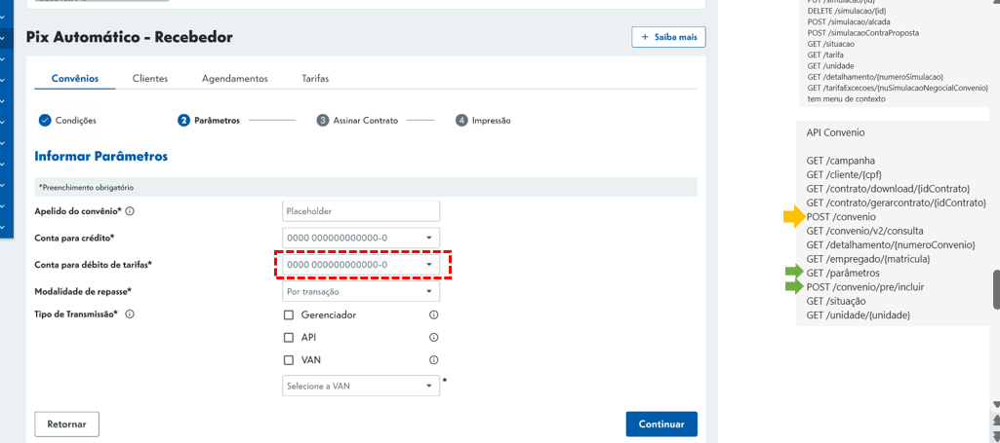 Pix Automático - Recebedor
+ Saiba mais
Convênios
Clientes
Agendamentos
Tarifas
Condições
2 Parâmetros
3 Assinar Contrato
4 Impressão
Informar Parâmetros
*Preenchimento obrigatório
Apelido do convênio*
Placeholder
Conta para crédito*
0000 000000000000-0
Conta para débito de tarifas*
0000 000000000000-0
Modalidade de repasse*
Por transação
Tipo de Transmissão*
Gerenciador
API
VAN
Selecione a VAN
*
Retornar
Continuar
DELETE /simulacao/{id}
POST /simulacao/alcada
POST /simulacaoContraProposta
GET /situacao
GET /tarifa
GET /unidade
GET /detalhamento/{numeroSimulacao}
GET /tarifaExcecoes/{nuSimulacaoNegocialConvenio}
tem menu de contexto
API Convenio
GET /campanha
GET /cliente/{cpf}
GET /contrato/download/{idContrato}
GET /contrato/gerarcontrato/{idContrato}
POST /convenio
GET /convenio/v2/consulta
GET /detalhamento/{numeroConvenio}
GET /empregado/{matricula}
GET /parâmetros
POST /convenio/pre/incluir
GET /situação
GET /unidade/{unidade}